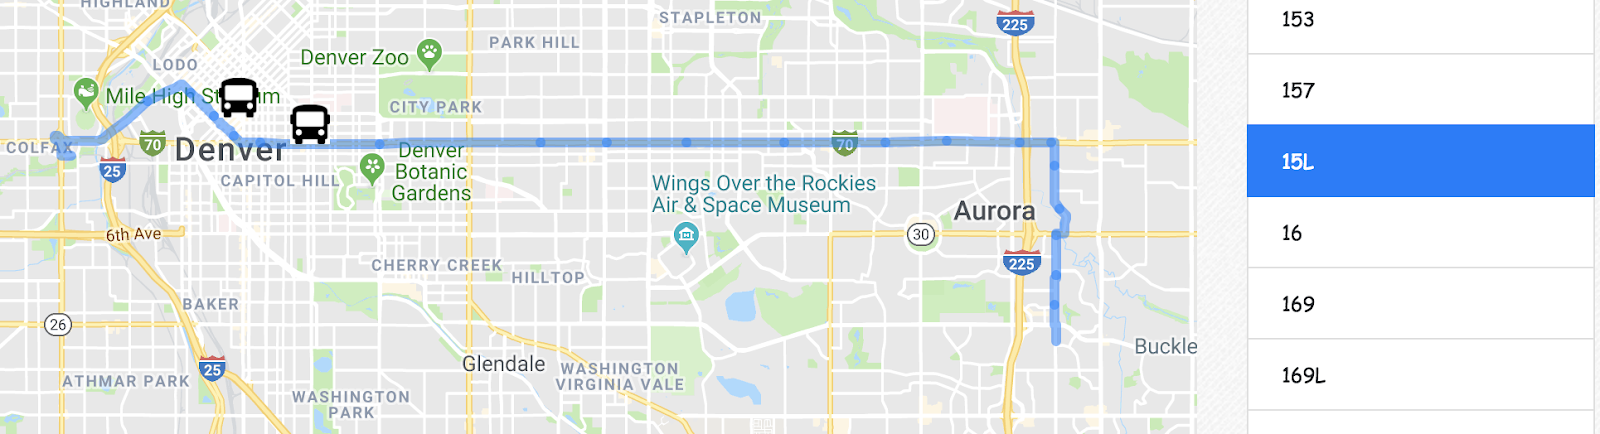 HIGHLAND
STAPLETON
225
PARK HILL
Denver Zoo
LODO
Mile High Stadium
CITY PARK
COLFAX
70
Denver
70
25
Denver
Botanic
Gardens
CAPITOL HILL
Wings Over the Rockies
Air & Space Museum
Aurora
6th Ave
30
225
CHERRY CREEK
HILLTOP
BAKER
26
Buckle
Glendale
25
WASHINGTON
VIRGINIA VALE
ATHMAR PARK
WASHINGTON
PARK
153
157
15L
16
169
169L